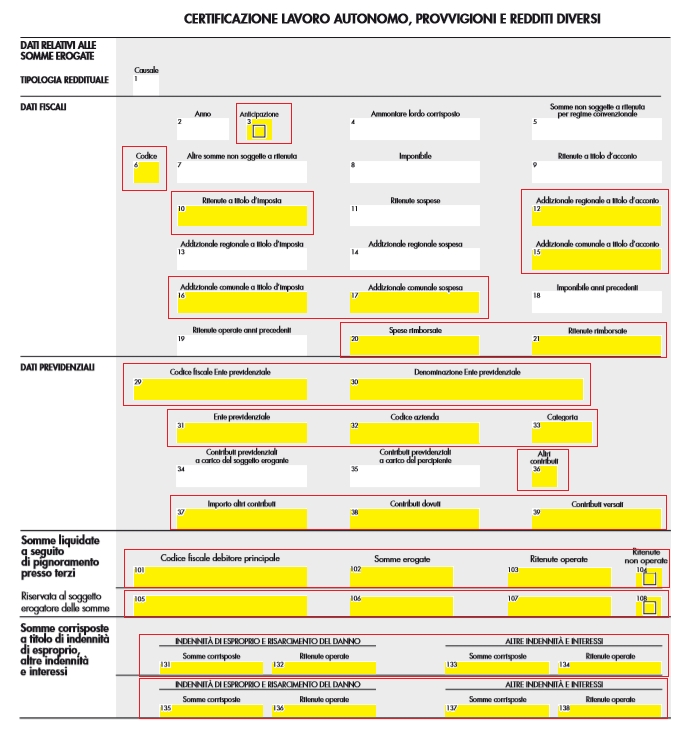 CERTIFICAZIONE LAVORO AUTONOMO, PROVVIGIONI E REDDITI DIVERSI
DATI RELATIVI ALLE
SOMME EROGATE
TIPOLOGIA REDDITUALE
Causale
1
DATI FISCALI
Anno
2
Anticipazione
3
Ammontare lordo corrisposto
4
Somme non soggette a ritenuta
per regime convenzionale
5
Codice
6
Altre somme non soggette a ritenuta
7
Imponibile
8
Ritenute a titolo d'acconto
9
Ritenute a titolo d'imposta
10
Ritenute sospese
11
Addizionale regionale a titolo d'acconto
12
Addizionale regionale a titolo d'imposta
13
Addizionale regionale sospesa
14
Addizionale comunale a titolo d'acconto
15
Addizionale comunale a titolo d'imposta
16
Addizionale comunale sospesa
17
Imponibile anni precedenti
18
Ritenute operate anni precedenti
19
Spese rimborsate
20
Ritenute rimborsate
21
DATI PREVIDENZIALI
Codice fiscale Ente previdenziale
29
Denominazione Ente previdenziale
30
Ente previdenziale
31
Codice azienda
32
Categoria
33
Contributi previdenziali
a carico del soggetto erogante
34
Contributi previdenziali
a carico del percipiente
35
Altri
contributi
36
Importo altri contributi
37
Contributi dovuti
38
Contributi versati
39
Somme liquidate
a seguito
di pignoramento
presso terzi
Codice fiscale debitore principale
101
Somme erogate
102
Ritenute operate
103
Ritenute
non operate
104
Riservata al soggetto
erogatore delle somme
105
106
107
108
Somme corrisposte
a titolo di indennità
di esproprio,
altre indennità
e interessi
INDENNITÀ DI ESPROPRIO E RISARCIMENTO DEL DANNO
ALTRE INDENNITÀ E INTERESSI
Somme corrisposte
131
Ritenute operate
132
Somme corrisposte
133
Ritenute operate
134
INDENNITÀ DI ESPROPRIO E RISARCIMENTO DEL DANNO
ALTRE INDENNITÀ E INTERESSI
Somme corrisposte
135
Ritenute operate
136
Somme corrisposte
137
Ritenute operate
138